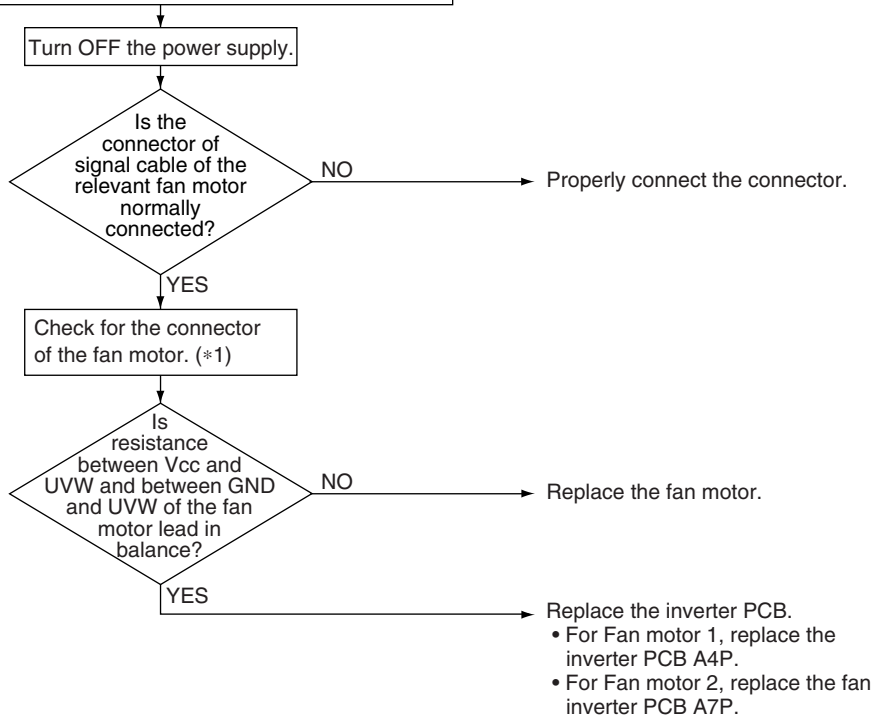 Turn OFF the power supply.
Is the
connector of
signal cable of the
relevant fan motor
normally
connected?
NO
Properly connect the connector.
YES
Check for the connector
of the fan motor. (*1)
Is
resistance
between Vcc and
UVW and between GND
and UVW of the fan
motor lead in
balance?
NO
Replace the fan motor.
YES
Replace the inverter PCB.
• For Fan motor 1, replace the
inverter PCB A4P.
• For Fan motor 2, replace the fan
inverter PCB A7P.